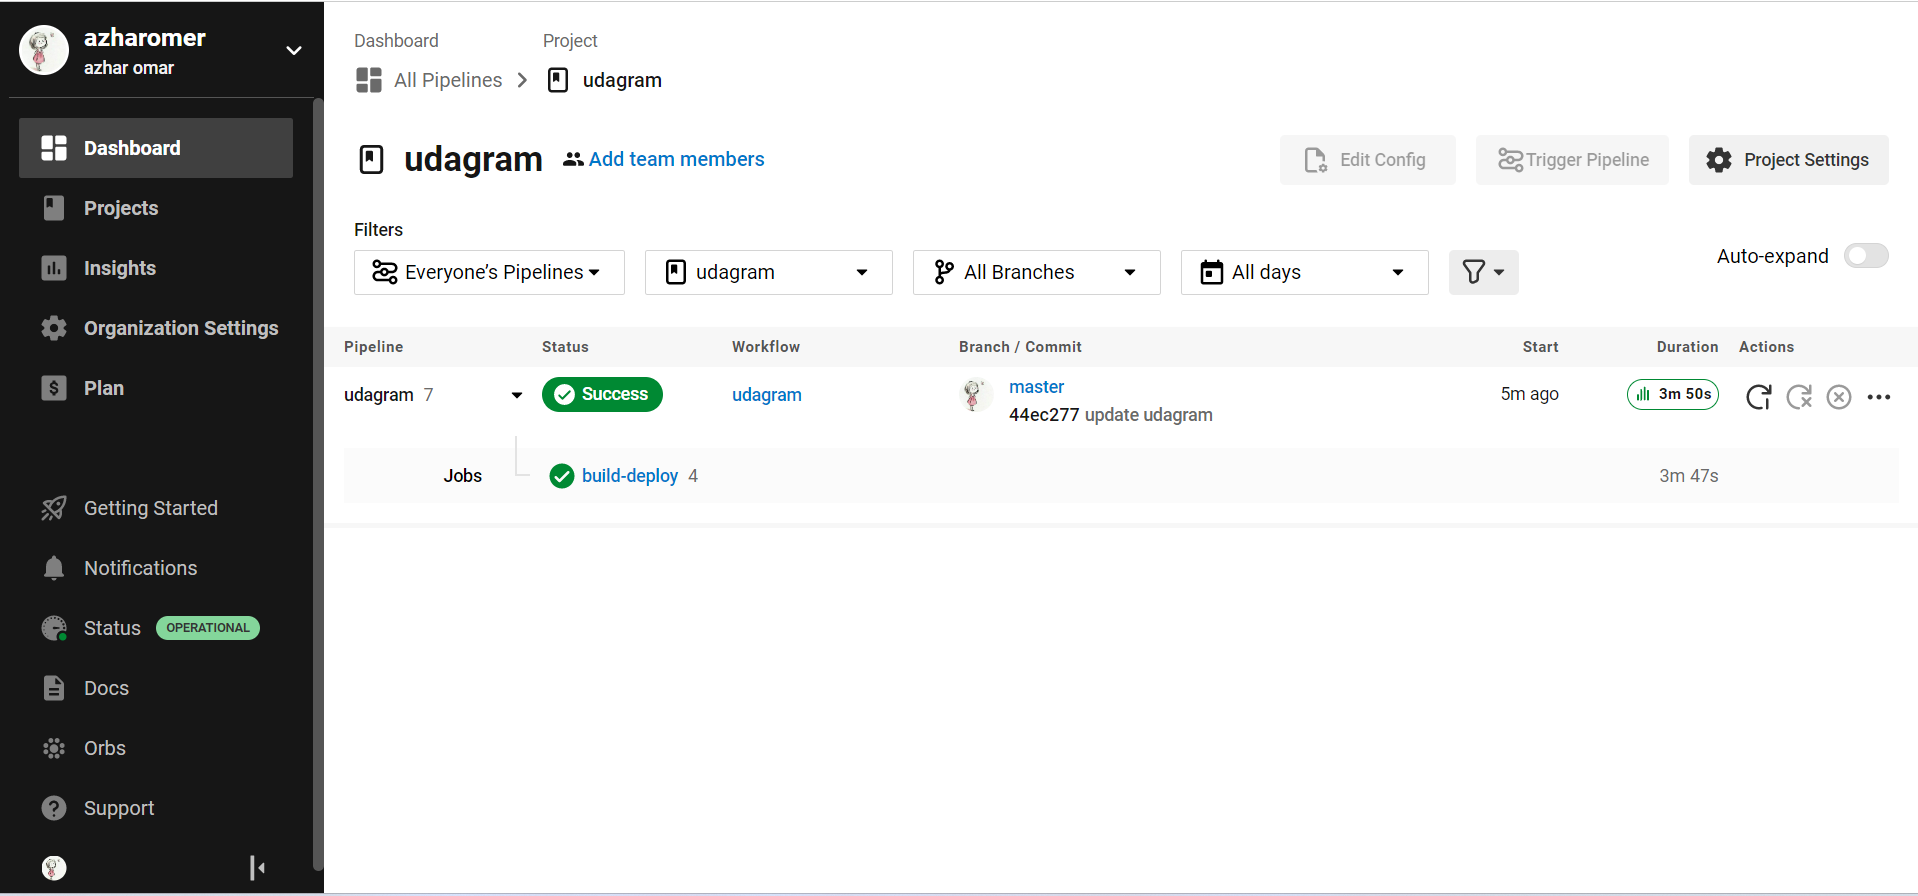 azharomer
azhar omar
Dashboard
Projects
Insights
Organization Settings
Plan
Getting Started
Notifications
Status OPERATIONAL
Docs
Orbs
Support
Dashboard Project
All Pipelines udagram
udagram Add team members
Edit Config Trigger Pipeline Project Settings
Filters
Everyone’s Pipelines udagram All Branches All days
Auto-expand
Pipeline Status Workflow Branch / Commit Start Duration Actions
udagram 7 Success udagram master 5m ago 3m 50s
44ec277 update udagram
Jobs build-deploy 4 3m 47s